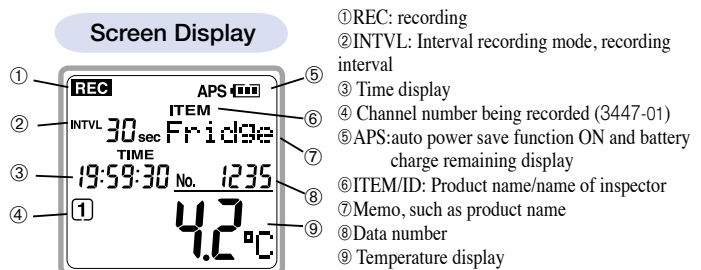 Screen Display
① REC APS ⑤
ITEM ⑥
② INTVL 30 sec Fridge ⑦
TIME
③ 19:59:30 No. 1235 ⑧
④ 1 4.2 °C ⑨
①REC: recording
②INTVL: Interval recording mode, recording
interval
③ Time display
④ Channel number being recorded (3447-01)
⑤APS:auto power save function ON and battery
charge remaining display
⑥ITEM/ID: Product name/name of inspector
⑦Memo, such as product name
⑧Data number
⑨ Temperature display